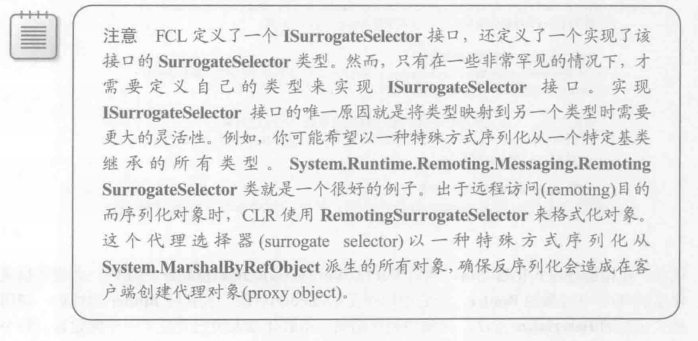 注意 FCL 定义了一个 ISurrogateSelector 接口，还定义了一个实现了该
接口的 SurrogateSelector 类型。然而，只有在一些非常罕见的情况下，才
需要定义自己的类型来实现 ISurrogateSelector 接口。实现
ISurrogateSelector 接口的唯一原因就是将类型映射到另一个类型时需要
更大的灵活性。例如，你可能希望以一种特殊方式序列化从一个特定基类
继承的所有类型。System.Runtime.Remoting.Messaging.Remoting
SurrogateSelector 类就是一个很好的例子。出于远程访问(remoting)目的
而序列化对象时，CLR 使用 RemotingSurrogateSelector 来格式化对象。
这个代理选择器(surrogate selector)以一种特殊方式序列化从
System.MarshalByRefObject 派生的所有对象，确保反序列化会造成在客
户端创建代理对象(proxy object)。